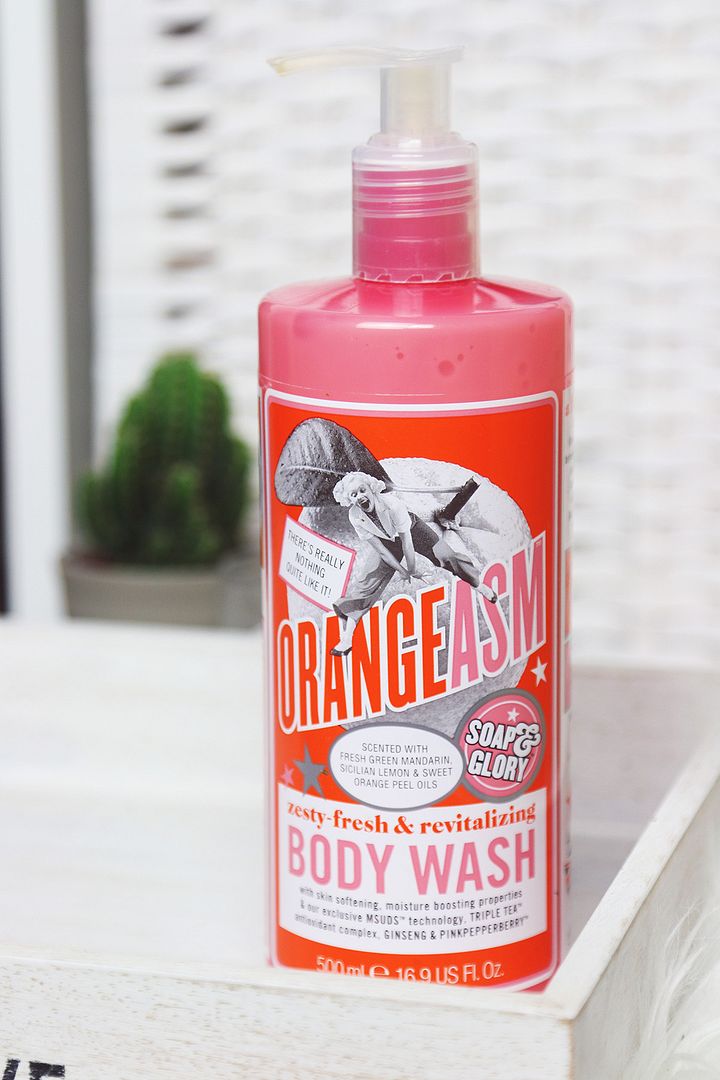 THERE'S REALLY
NOTHING
QUITE LIKE IT!
ORANGEASM
SOAP&
GLORY
SCENTED WITH
FRESH GREEN MANDARIN,
SICILIAN LEMON & SWEET
ORANGE PEEL OILS
zesty-fresh & revitalizing
BODY WASH
with skin softening, moisture boosting properties
& our exclusive MSUDS™ technology, TRIPLE TEA™
antioxidant complex, GINSENG & PINKPEPPERBERRY™
500ml ℮ 16.9 US Fl. Oz.